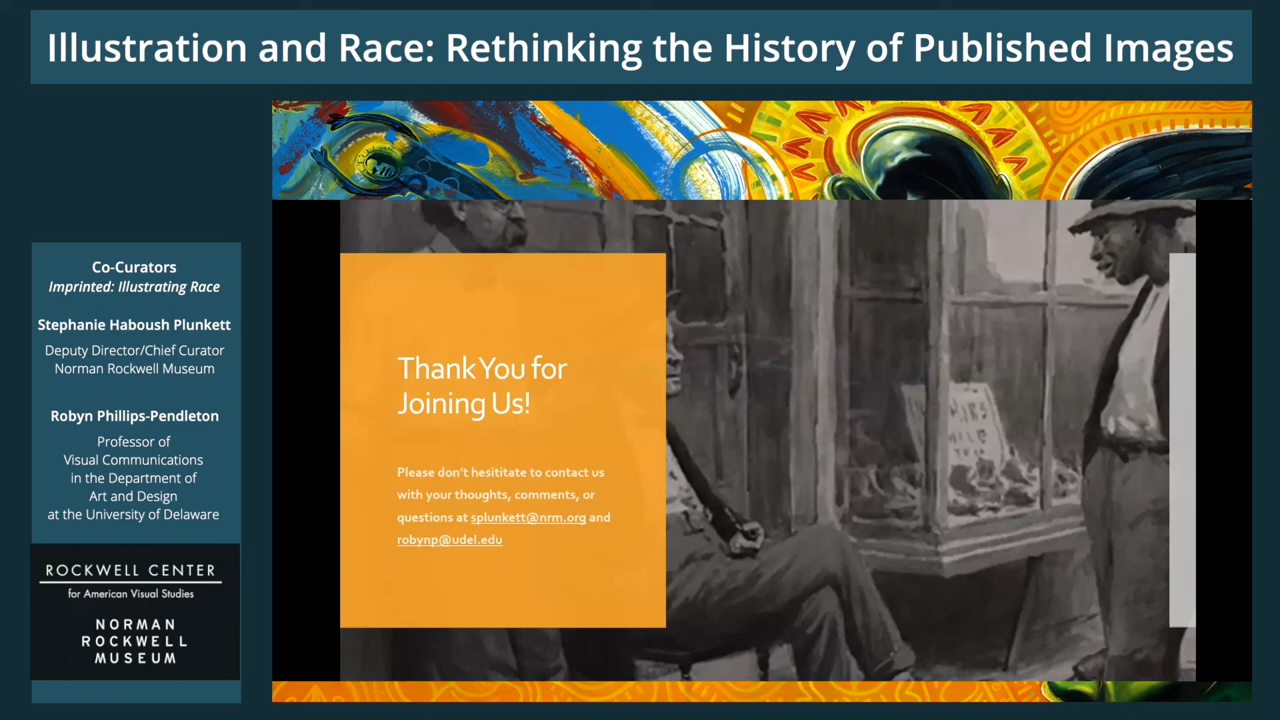 Illustration and Race: Rethinking the History of Published Images
Co-Curators
Imprinted: Illustrating Race
Stephanie Haboush Plunkett
Deputy Director/Chief Curator
Norman Rockwell Museum
Robyn Phillips-Pendleton
Professor of
Visual Communications
in the Department of
Art and Design
at the University of Delaware
ROCKWELL CENTER
for American Visual Studies
NORMAN
ROCKWELL
MUSEUM
Thank You for
Joining Us!
Please don't hesititate to contact us
with your thoughts, comments, or
questions at splunkett@nrm.org and
robynp@udel.edu